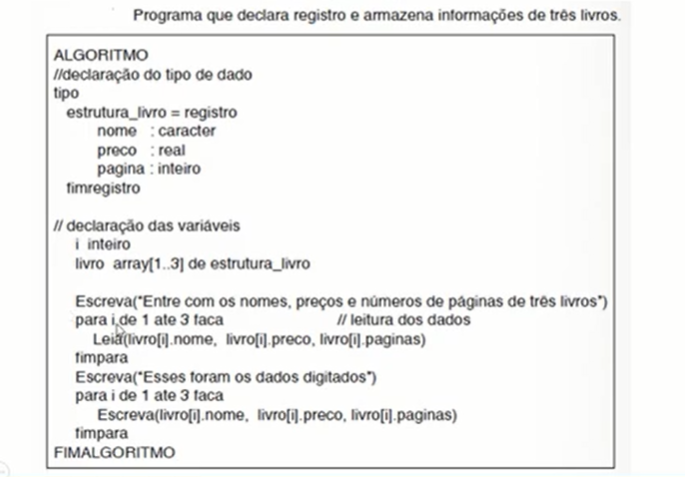 Programa que declara registro e armazena informações de três livros.
ALGORITMO
//declaração do tipo de dado
tipo
estrutura_livro = registro
nome : caracter
preco : real
pagina : inteiro
fimregistro
// declaração das variáveis
i inteiro
livro array[1..3] de estrutura_livro
Escreva("Entre com os nomes, preços e números de páginas de três livros")
para i de 1 ate 3 faca // leitura dos dados
Leia(livro[i].nome, livro[i].preco, livro[i].paginas)
fimpara
Escreva("Esses foram os dados digitados")
para i de 1 ate 3 faca
Escreva(livro[i].nome, livro[i].preco, livro[i].paginas)
fimpara
FIMALGORITMO